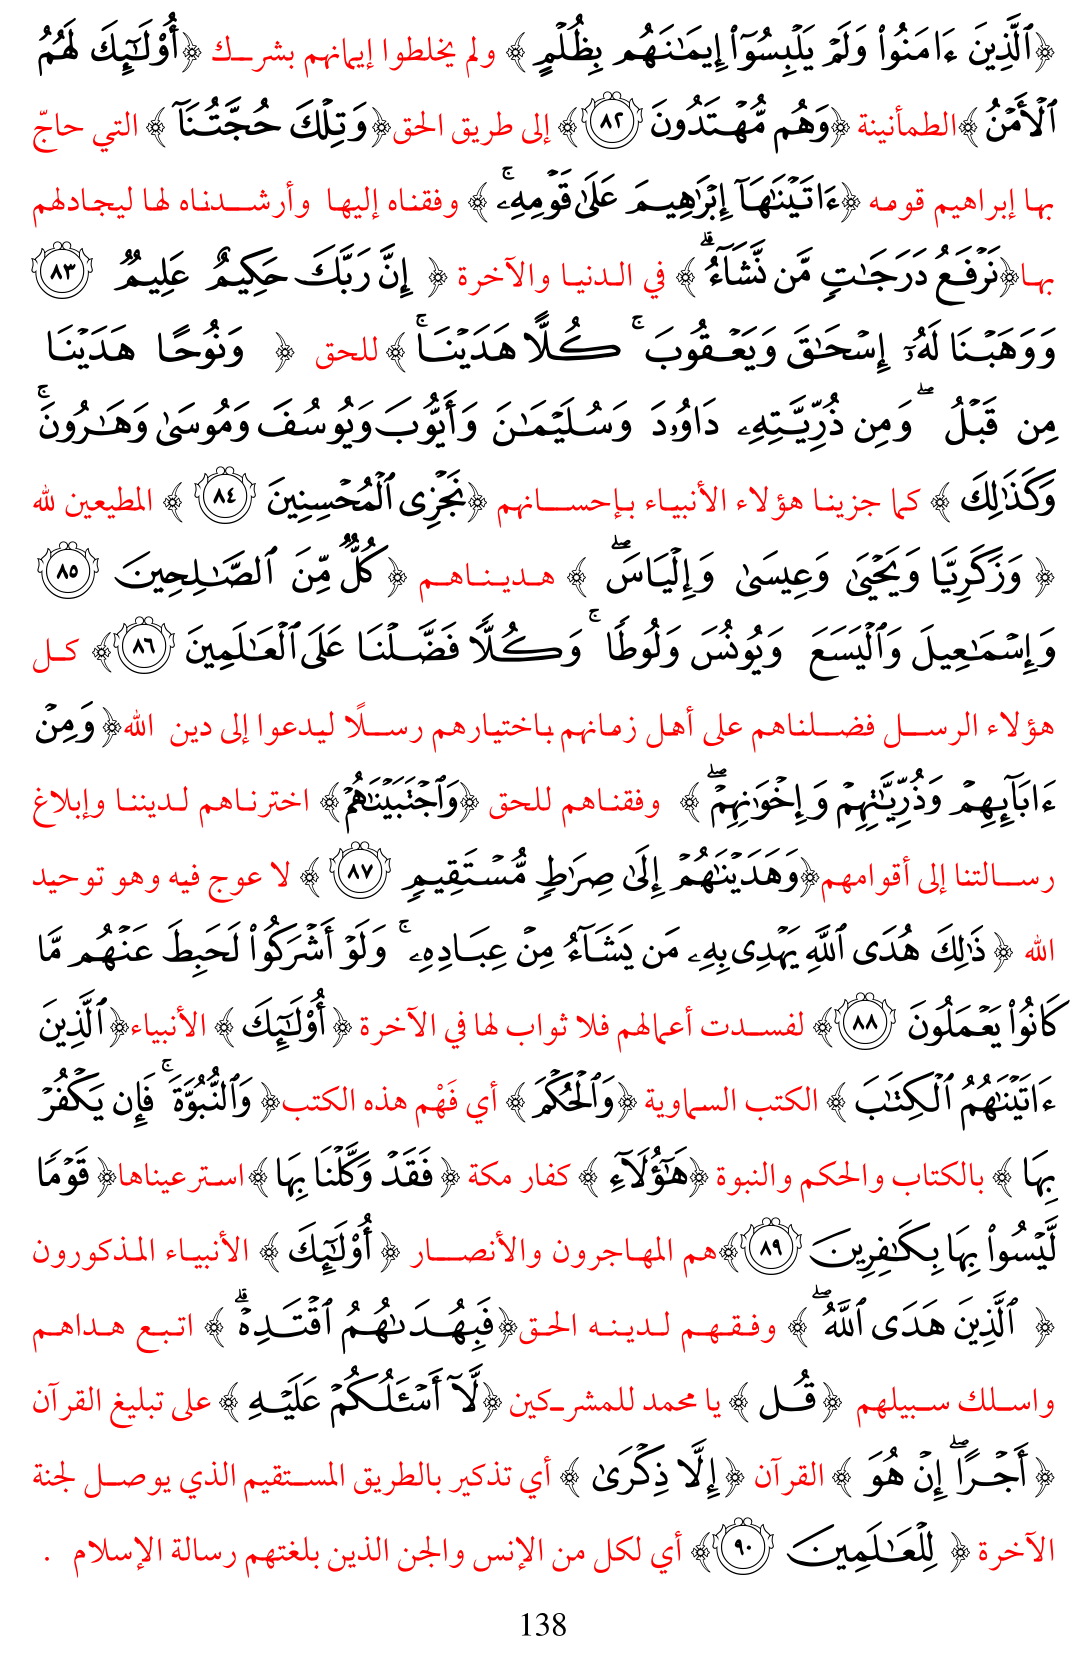 ﴿ٱلَّذِينَ ءَامَنُوا۟ وَلَمْ يَلْبِسُوٓا۟ إِيمَـٰنَهُم بِظُلْمٍ ﴾ ولم يخلطوا إيمانهم بشرك ﴿أُو۟لَـٰٓئِكَ لَهُمُ
ٱلْأَمْنُ ﴾الطمأنينة ﴿وَهُم مُّهْتَدُونَ ٨٢﴾ إلى طريق الحق﴿وَتِلْكَ حُجَّتُنَآ ﴾ التي حاجّ
بها إبراهيم قومه ﴿ءَاتَيْنَـٰهَآ إِبْرَٰهِيمَ عَلَىٰ قَوْمِهِۦ ۚ ﴾ وفقناه إليها وأرشدناه لها ليجادلهم
بها﴿نَرْفَعُ دَرَجَـٰتٍ مَّن نَّشَآءُ ۗ﴾ في الدنيا والآخرة ﴿ إِنَّ رَبَّكَ حَكِيمٌ عَلِيمٌ ٨٣
وَوَهَبْنَا لَهُۥٓ إِسْحَـٰقَ وَيَعْقُوبَ ۚ كُلًّا هَدَيْنَا ۚ ﴾ للحق ﴿ وَنُوحًا هَدَيْنَا
مِن قَبْلُ ۖ وَمِن ذُرِّيَّتِهِۦ دَاوُۥدَ وَسُلَيْمَـٰنَ وَأَيُّوبَ وَيُوسُفَ وَمُوسَىٰ وَهَـٰرُونَ ۚ
وَكَذَٰلِكَ ﴾ كما جزينا هؤلاء الأنبياء بإحسانهم ﴿نَجْزِى ٱلْمُحْسِنِينَ ٨٤ ﴾ المطيعين لله
﴿ وَزَكَرِيَّا وَيَحْيَىٰ وَعِيسَىٰ وَإِلْيَاسَ ۖ ﴾ هديناهم ﴿ كُلٌّ مِّنَ ٱلصَّـٰلِحِينَ ٨٥
وَإِسْمَـٰعِيلَ وَٱلْيَسَعَ وَيُونُسَ وَلُوطًا ۚ وَكُلًّا فَضَّلْنَا عَلَى ٱلْعَـٰلَمِينَ ٨٦﴾ كل
هؤلاء الرسل فضلناهم على أهل زمانهم باختيارهم رسلًا ليدعوا إلى دين الله﴿وَمِنْ
ءَابَآئِهِمْ وَذُرِّيَّـٰتِهِمْ وَإِخْوَٰنِهِمْ ۖ ﴾ وفقناهم للحق ﴿وَٱجْتَبَيْنَـٰهُمْ﴾ اخترناهم لديننا وإبلاغ
رسالتنا إلى أقوامهم﴿وَهَدَيْنَـٰهُمْ إِلَىٰ صِرَٰطٍ مُّسْتَقِيمٍ ٨٧ ﴾ لا عوج فيه وهو توحيد
الله ﴿ ذَٰلِكَ هُدَى ٱللَّهِ يَهْدِى بِهِۦ مَن يَشَآءُ مِنْ عِبَادِهِۦ ۚ وَلَوْ أَشْرَكُوا۟ لَحَبِطَ عَنْهُم مَّا
كَانُوا۟ يَعْمَلُونَ ٨٨﴾ لفسدت أعمالهم فلا ثواب لها في الآخرة ﴿ أُو۟لَـٰٓئِكَ ﴾ الأنبياء﴿ٱلَّذِينَ
ءَاتَيْنَـٰهُمُ ٱلْكِتَـٰبَ ﴾ الكتب السماوية ﴿وَٱلْحُكْمَ﴾ أي فَهْم هذه الكتب﴿ وَٱلنُّبُوَّةَ ۚ فَإِن يَكْفُرْ
بِهَا ﴾ بالكتاب والحكم والنبوة ﴿هَـٰٓؤُلَآءِ ﴾ كفار مكة ﴿ فَقَدْ وَكَّلْنَا بِهَا ﴾استرعيناها﴿ قَوْمًا
لَّيْسُوا۟ بِهَا بِكَـٰفِرِينَ ٨٩﴾هم المهاجرون والأنصار ﴿ أُو۟لَـٰٓئِكَ ﴾ الأنبياء المذكورون
﴿ ٱلَّذِينَ هَدَى ٱللَّهُ ۖ ﴾ وفقهم لدينه الحق﴿فَبِهُدَىٰهُمُ ٱقْتَدِهْ ۗ ﴾ اتبع هداهم
واسلك سبيلهم ﴿ قُل ﴾ يا محمد للمشركين ﴿لَّآ أَسْـَٔلُكُمْ عَلَيْهِ ﴾ على تبليغ القرآن
﴿ أَجْرًا ۖ إِنْ هُوَ ﴾ القرآن ﴿إِلَّا ذِكْرَىٰ ﴾ أي تذكير بالطريق المستقيم الذي يوصل لجنة
الآخرة ﴿ لِلْعَـٰلَمِينَ ٩٠﴾ أي لكل من الإنس والجن الذين بلغتهم رسالة الإسلام .
138